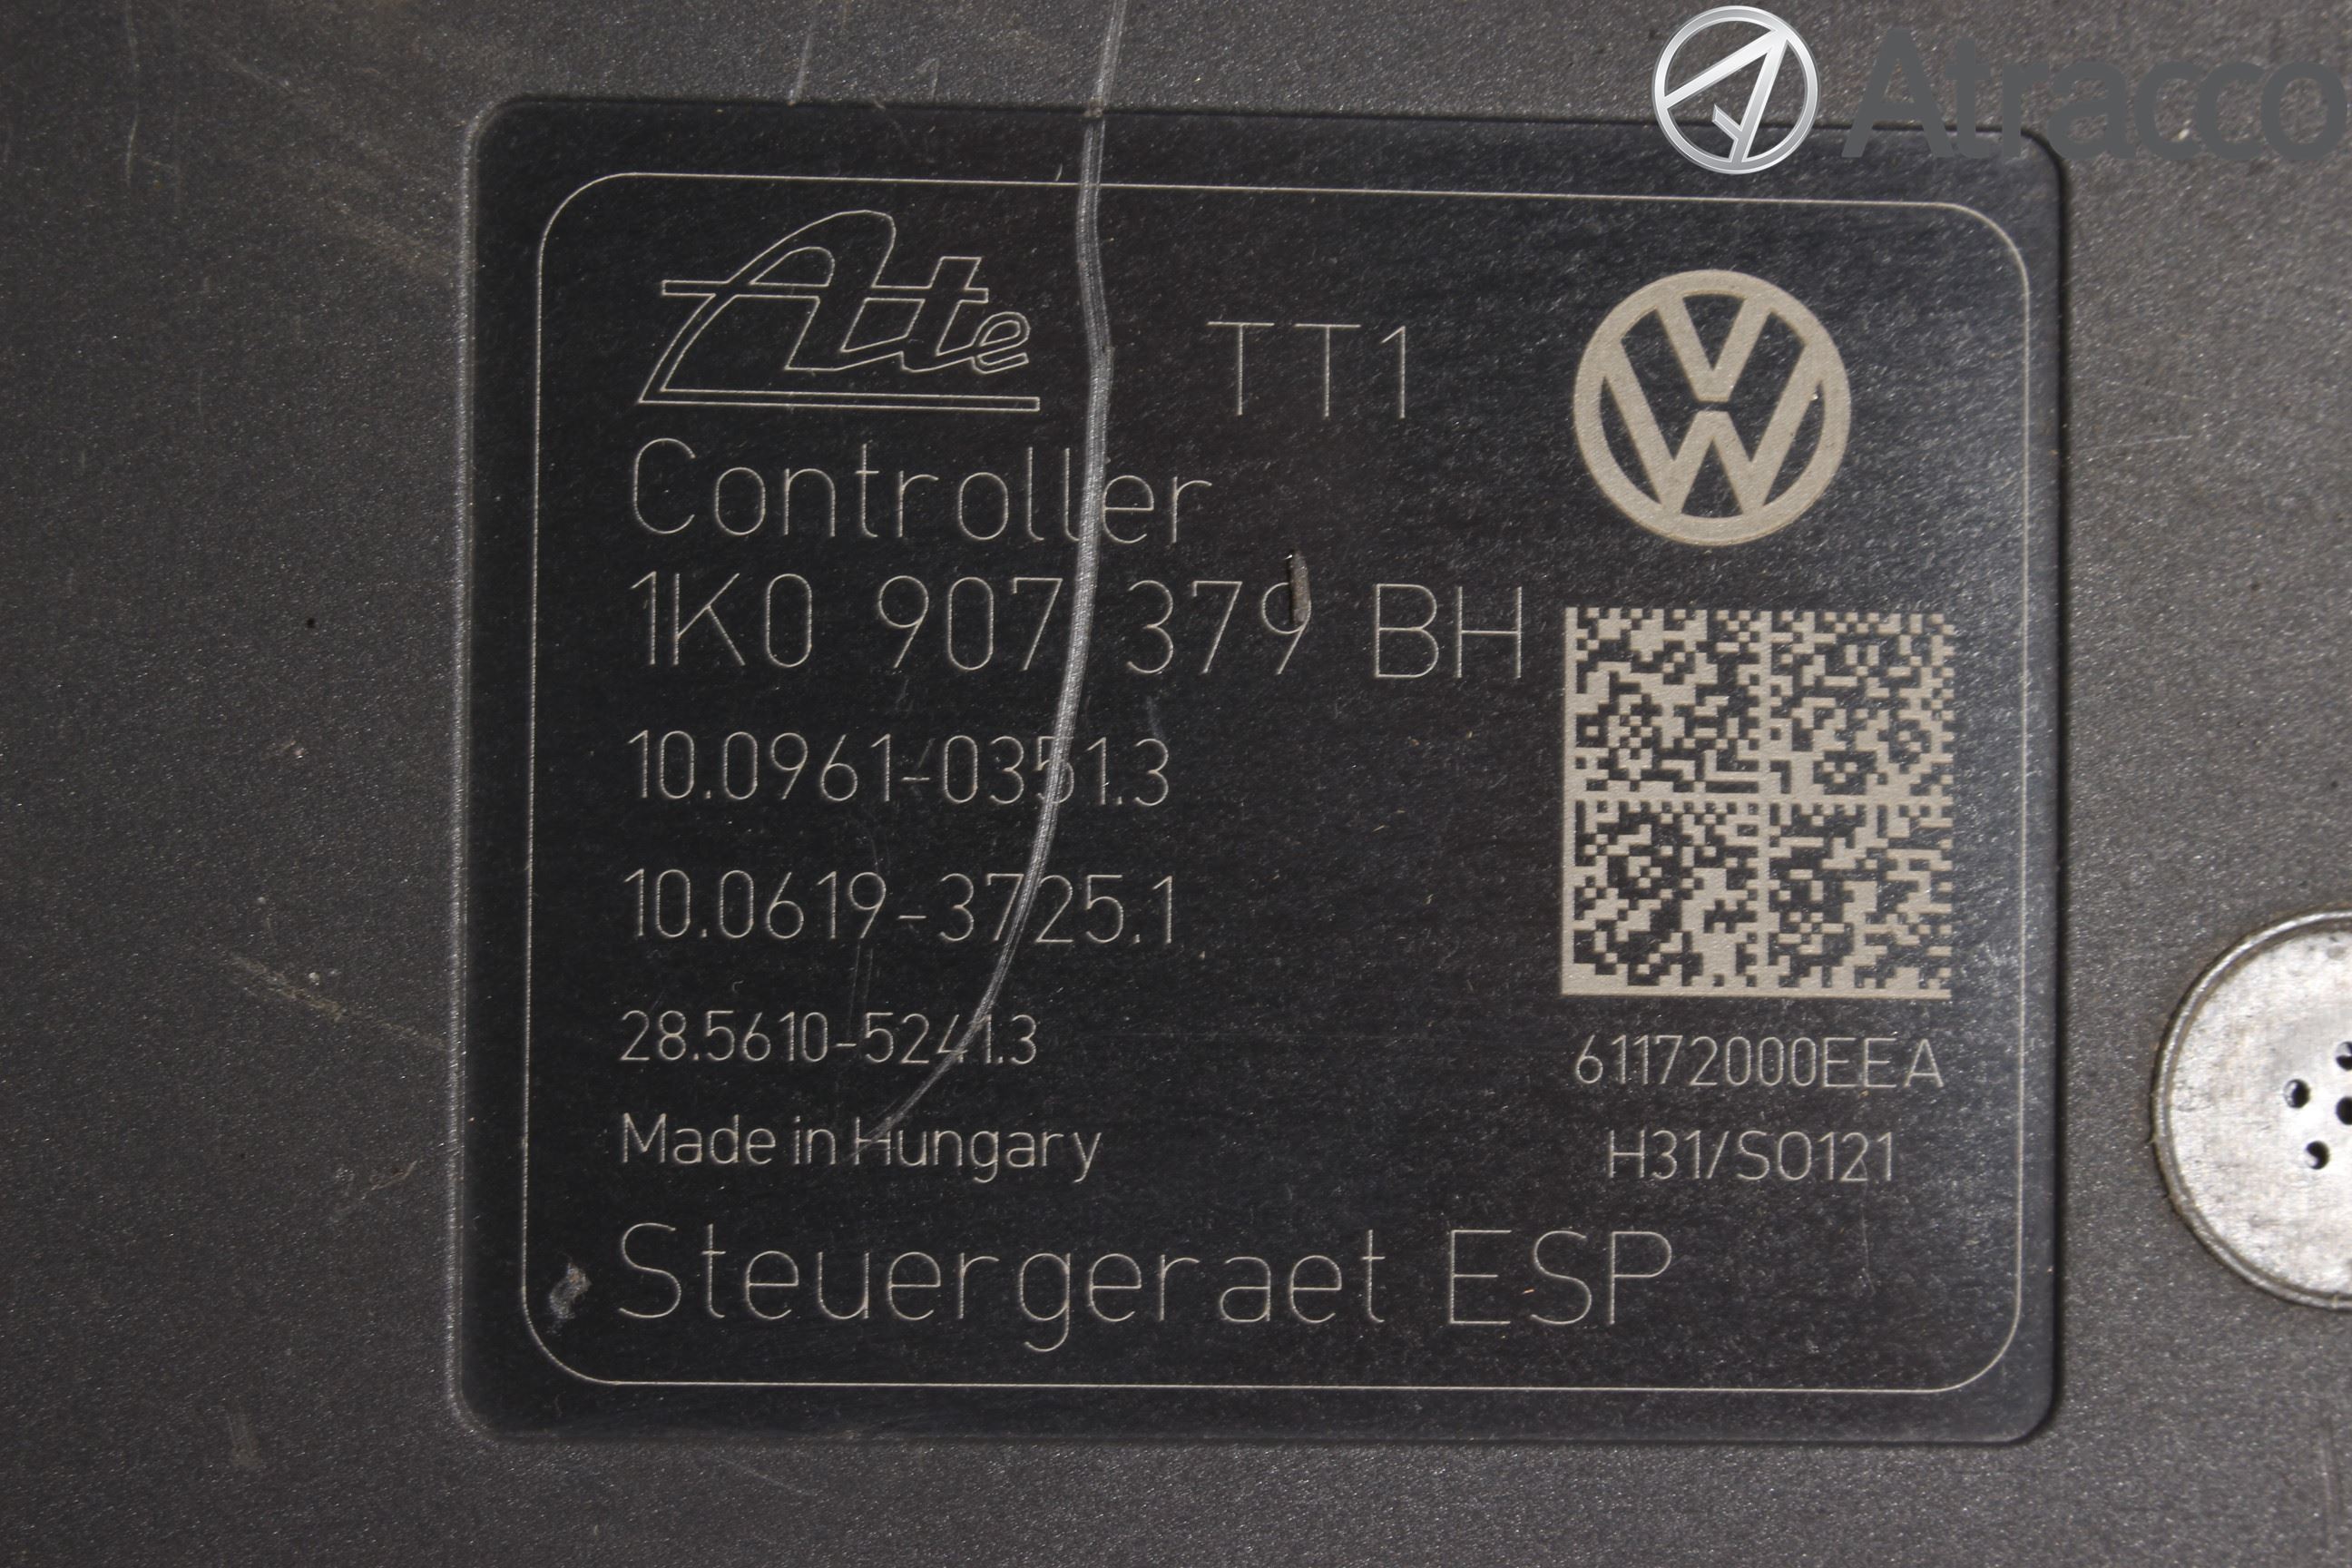 Atracco
Ate TT1
Controller
1K0 907 379 BH
10.0961-0351.3
10.0619-3725.1
28.5610-5241.3
61172000EEA
Made in Hungary
H31/SO121
Steuergeraet ESP